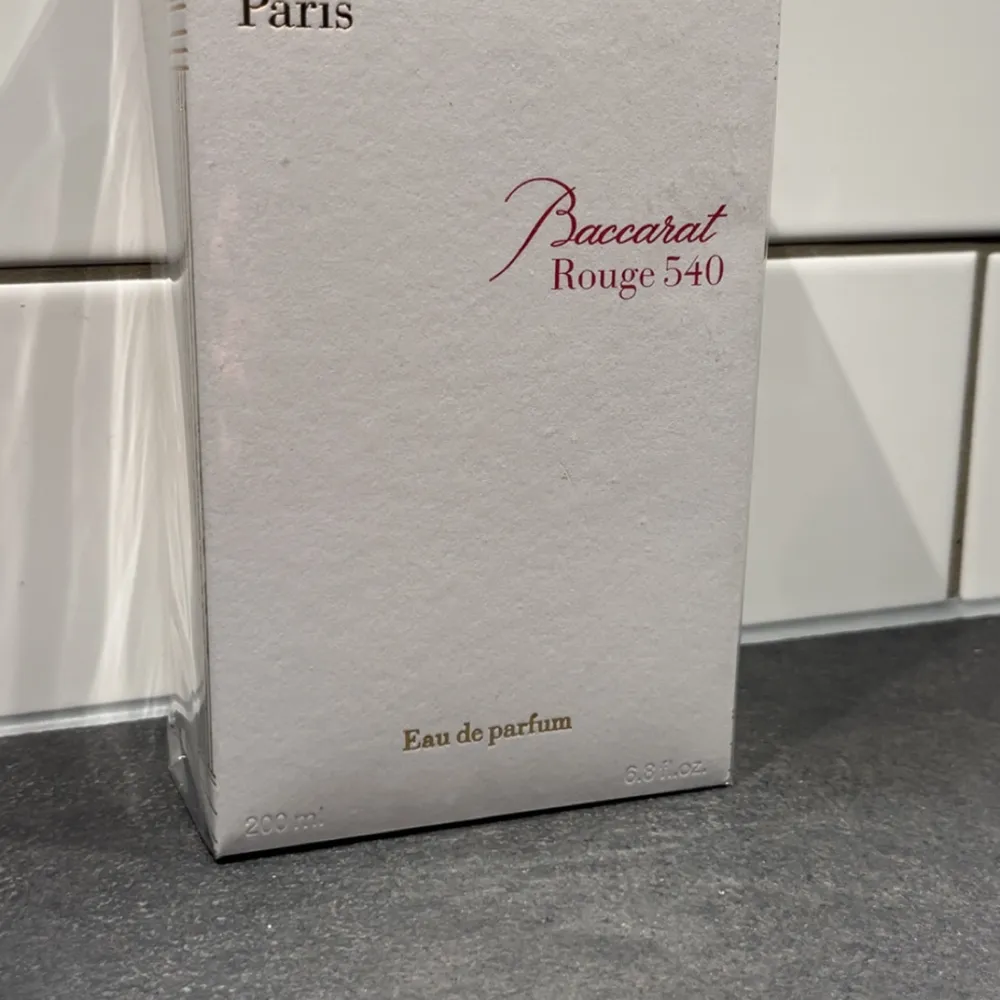 Paris
Baccarat
Rouge 540
Eau de parfum
6.8 fl.oz.
200 ml